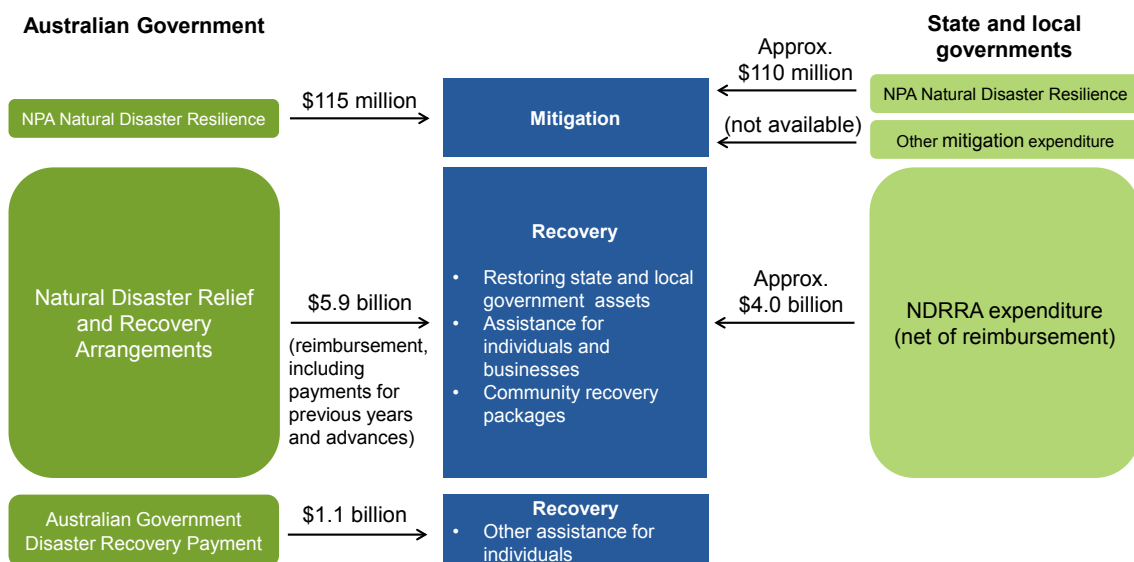 Australian Government
State and local
governments
NPA Natural Disaster Resilience
$115 million
Mitigation
Approx.
$110 million
(not available)
NPA Natural Disaster Resilience
Other mitigation expenditure
Natural Disaster Relief
and Recovery
Arrangements
$5.9 billion
(reimbursement,
including
payments for
previous years
and advances)
Recovery
• Restoring state and local
government assets
• Assistance for
individuals and
businesses
• Community recovery
packages
Approx.
$4.0 billion
NDRRA expenditure
(net of reimbursement)
Australian Government
Disaster Recovery Payment
$1.1 billion
Recovery
• Other assistance for
individuals